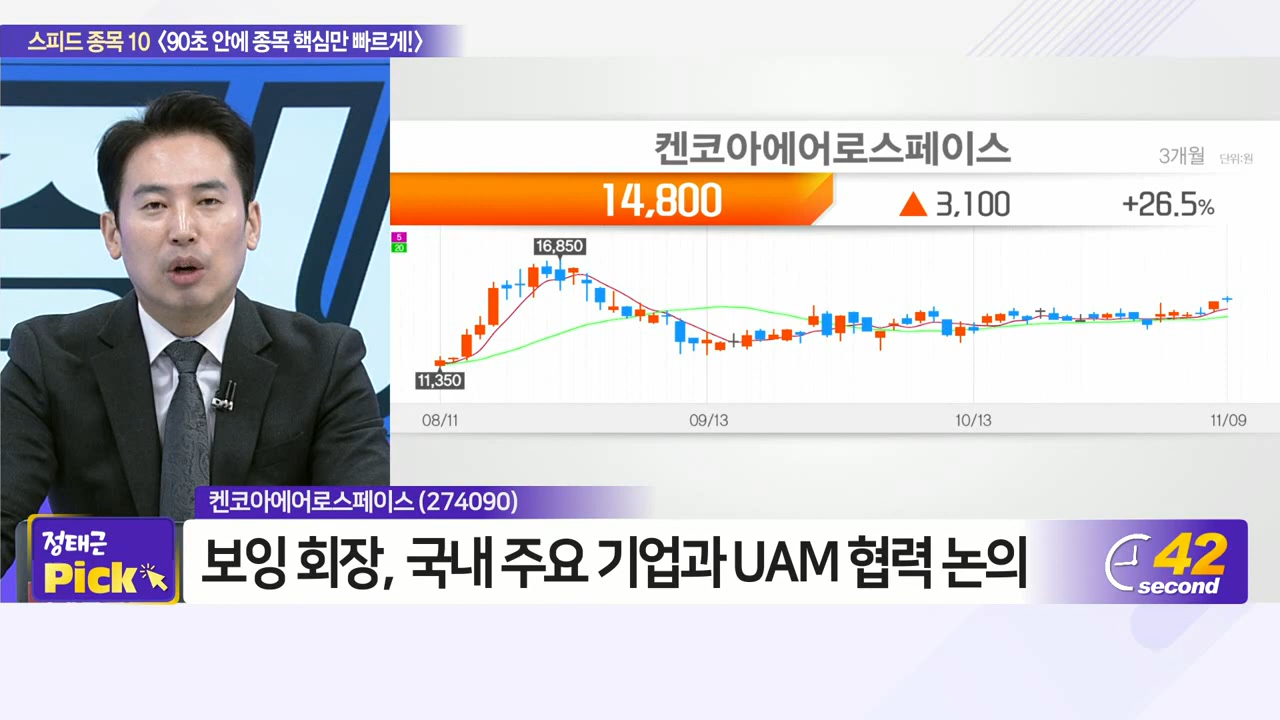 스피드 종목 10 〈90초 안에 종목 핵심만 빠르게!〉
켄코아에어로스페이스
3개월 단위:원
14,800 ▲ 3,100 +26.5%
5
20
16,850
11,350
08/11 09/13 10/13 11/09
켄코아에어로스페이스 (274090)
정태근
Pick
보잉 회장, 국내 주요 기업과 UAM 협력 논의
42
second